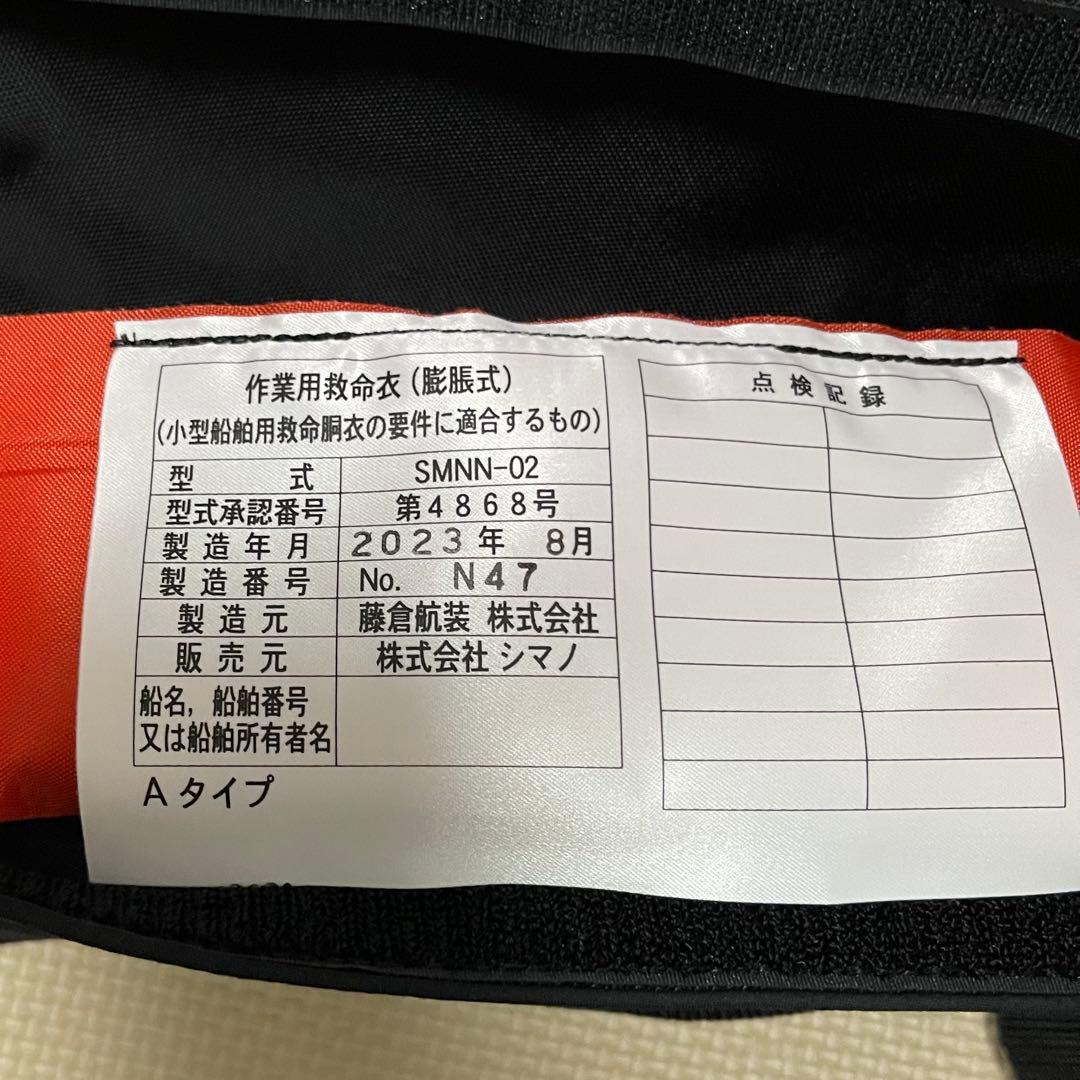 作業用救命衣(膨脹式)
(小型船舶用救命胴衣の要件に適合するもの)
型 式 SMNN-02
型式承認番号 第4868号
製造年月 2023年 8月
製造番号 No. N47
製造元 藤倉航装 株式会社
販売元 株式会社 シマノ
船名, 船舶番号
又は船舶所有者名
A タイプ
点検記録